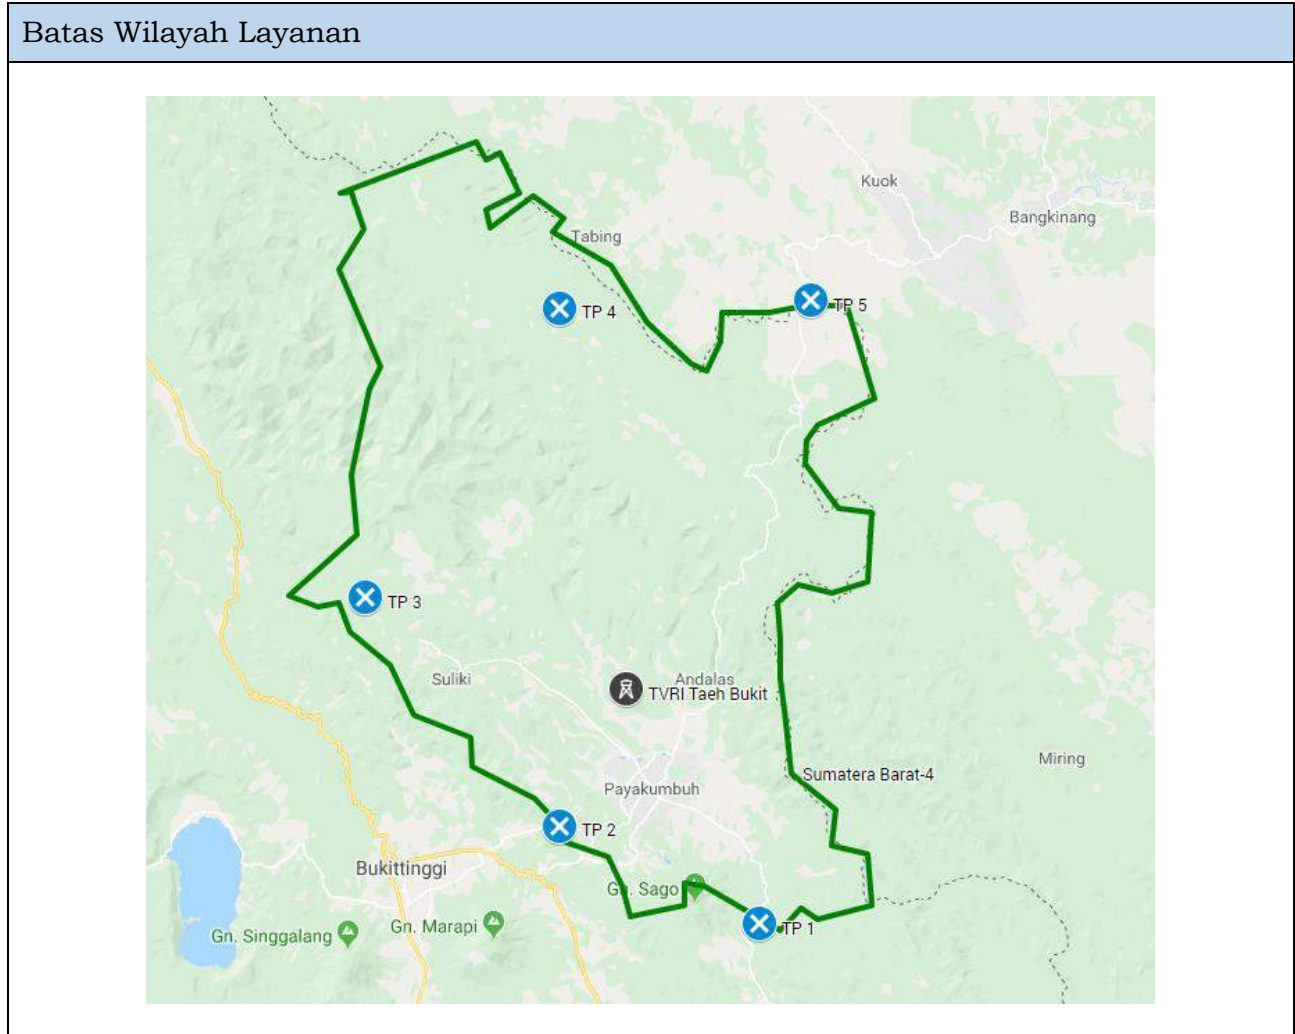 Batas Wilayah Layanan
Kuok
Bangkinang
Tabing
TP 5
TP 4
TP 3
Suliki
Andalas
TVRI Taeh Bukit
Miring
Sumatera Barat-4
Payakumbuh
TP 2
Bukittinggi
Gn. Sago
Gn. Marapi
TP 1
Gn. Singgalang